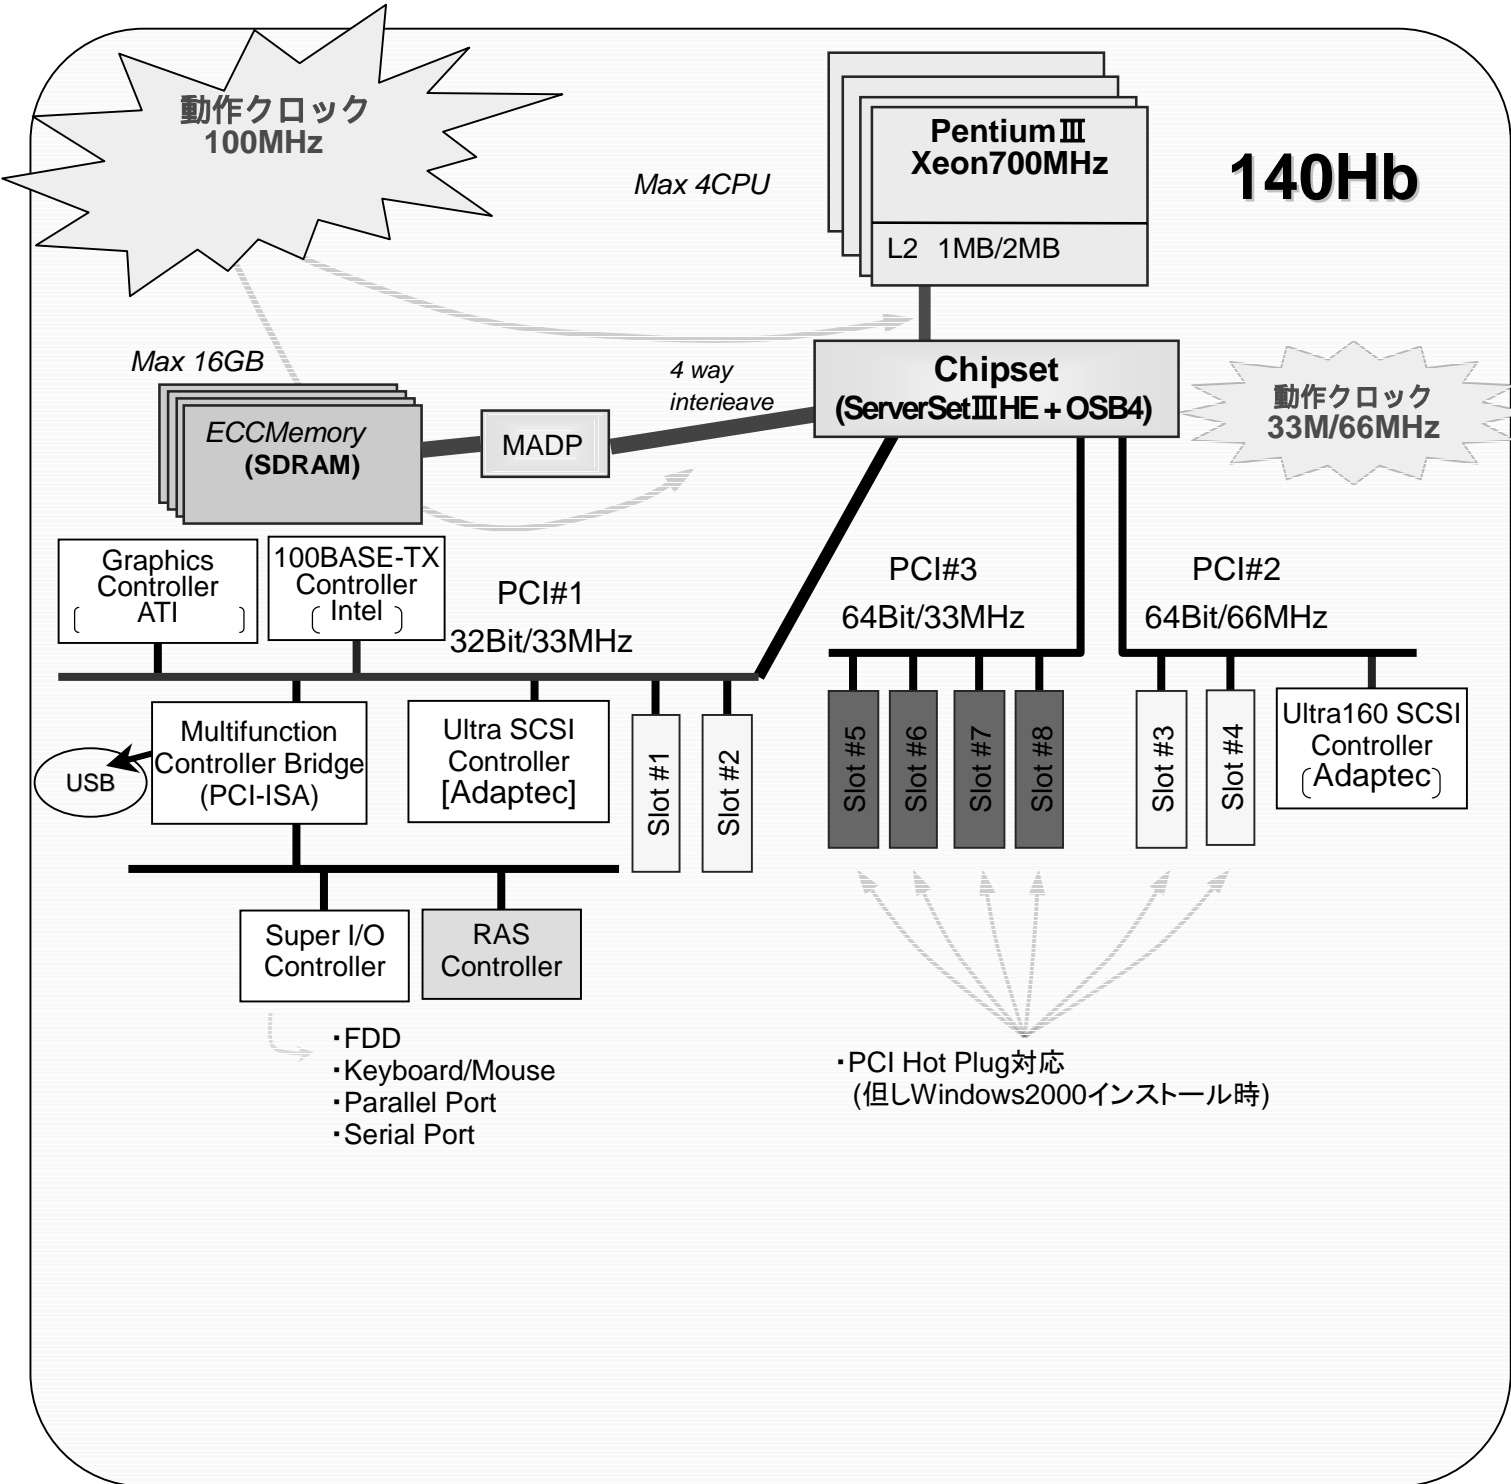 動作クロック
100MHz
Max 4CPU
PentiumⅢ
Xeon700MHz
L2 1MB/2MB
140Hb
Max 16GB
ECCMemory
(SDRAM)
MADP
4 way
interieave
Chipset
(ServerSetⅢHE + OSB4)
動作クロック
33M/66MHz
Graphics
Controller
[ ATI ]
100BASE-TX
Controller
[ Intel ]
PCI#1
32Bit/33MHz
PCI#3
64Bit/33MHz
PCI#2
64Bit/66MHz
USB
Multifunction
Controller Bridge
(PCI-ISA)
Ultra SCSI
Controller
[Adaptec]
Slot #1
Slot #2
Slot #5
Slot #6
Slot #7
Slot #8
Slot #3
Slot #4
Ultra160 SCSI
Controller
[Adaptec]
Super I/O
Controller
RAS
Controller
・FDD
・Keyboard/Mouse
・Parallel Port
・Serial Port
・PCI Hot Plug対応
(但しWindows2000インストール時)